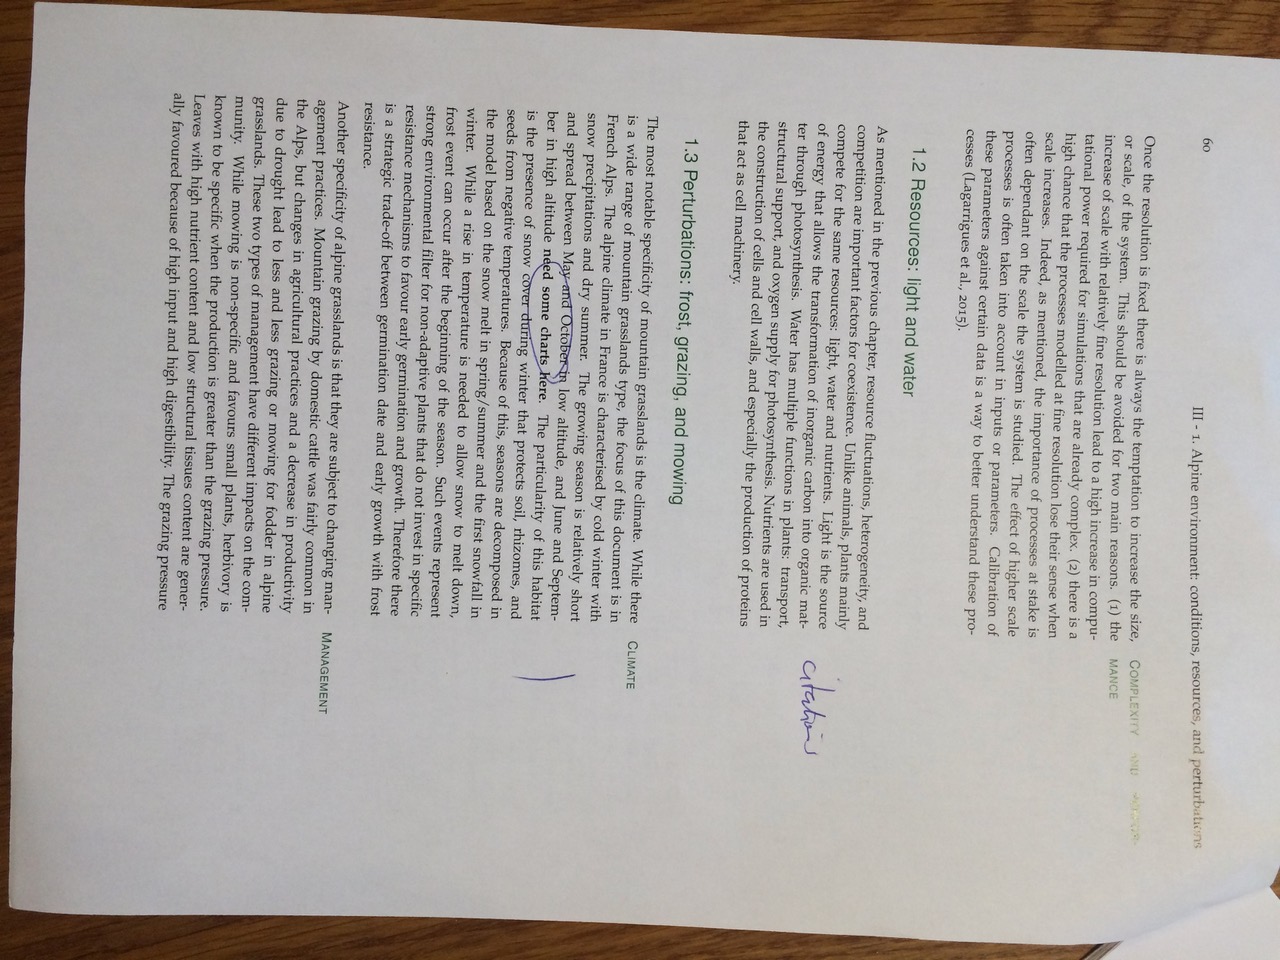 60
III - 1. Alpine environment: conditions, resources, and perturbations
Once the resolution is fixed there is always the temptation to increase the size,
or scale, of the system. This should be avoided for two main reasons. (1) the
increase of scale with relatively fine resolution lead to a high increase in compu-
tational power required for simulations that are already complex. (2) there is a
high chance that the processes modelled at fine resolution lose their sense when
scale increases. Indeed, as mentioned, the importance of processes at stake is
often dependant on the scale the system is studied. The effect of higher scale
processes is often taken into account in inputs or parameters. Calibration of
these parameters against certain data is a way to better understand these pro-
cesses (Lagarrigues et al., 2015).
COMPLEXITY AND
MANCE
1.2 Resources: light and water
As mentioned in the previous chapter, resource fluctuations, heterogeneity, and
competition are important factors for coexistence. Unlike animals, plants mainly
compete for the same resources: light, water and nutrients. Light is the source
of energy that allows the transformation of inorganic carbon into organic mat-
ter through photosynthesis. Water has multiple functions in plants: transport,
structural support, and oxygen supply for photosynthesis. Nutrients are used in
the construction of cells and cell walls, and especially the production of proteins
that act as cell machinery.
citations
1.3 Perturbations: frost, grazing, and mowing
The most notable specificity of mountain grasslands is the climate. While there
is a wide range of mountain grasslands type, the focus of this document is in
French Alps. The alpine climate in France is characterised by cold winter with
snow precipitations and dry summer. The growing season is relatively short
and spread between May and October in low altitude, and June and Septem-
ber in high altitude need some charts here. The particularity of this habitat
is the presence of snow cover during winter that protects soil, rhizomes, and
seeds from negative temperatures. Because of this, seasons are decomposed in
the model based on the snow melt in spring/summer and the first snowfall in
winter. While a rise in temperature is needed to allow snow to melt down,
frost event can occur after the beginning of the season. Such events represent
strong environmental filter for non-adaptive plants that do not invest in specific
resistance mechanisms to favour early germination and growth. Therefore there
is a strategic trade-off between germination date and early growth with frost
resistance.
CLIMATE
Another specificity of alpine grasslands is that they are subject to changing man-
agement practices. Mountain grazing by domestic cattle was fairly common in
the Alps, but changes in agricultural practices and a decrease in productivity
due to drought lead to less and less grazing or mowing for fodder in alpine
grasslands. These two types of management have different impacts on the com-
munity. While mowing is non-specific and favours small plants, herbivory is
known to be specific when the production is greater than the grazing pressure.
Leaves with high nutrient content and low structural tissues content are gener-
ally favoured because of high input and high digestibility. The grazing pressure
MANAGEMENT